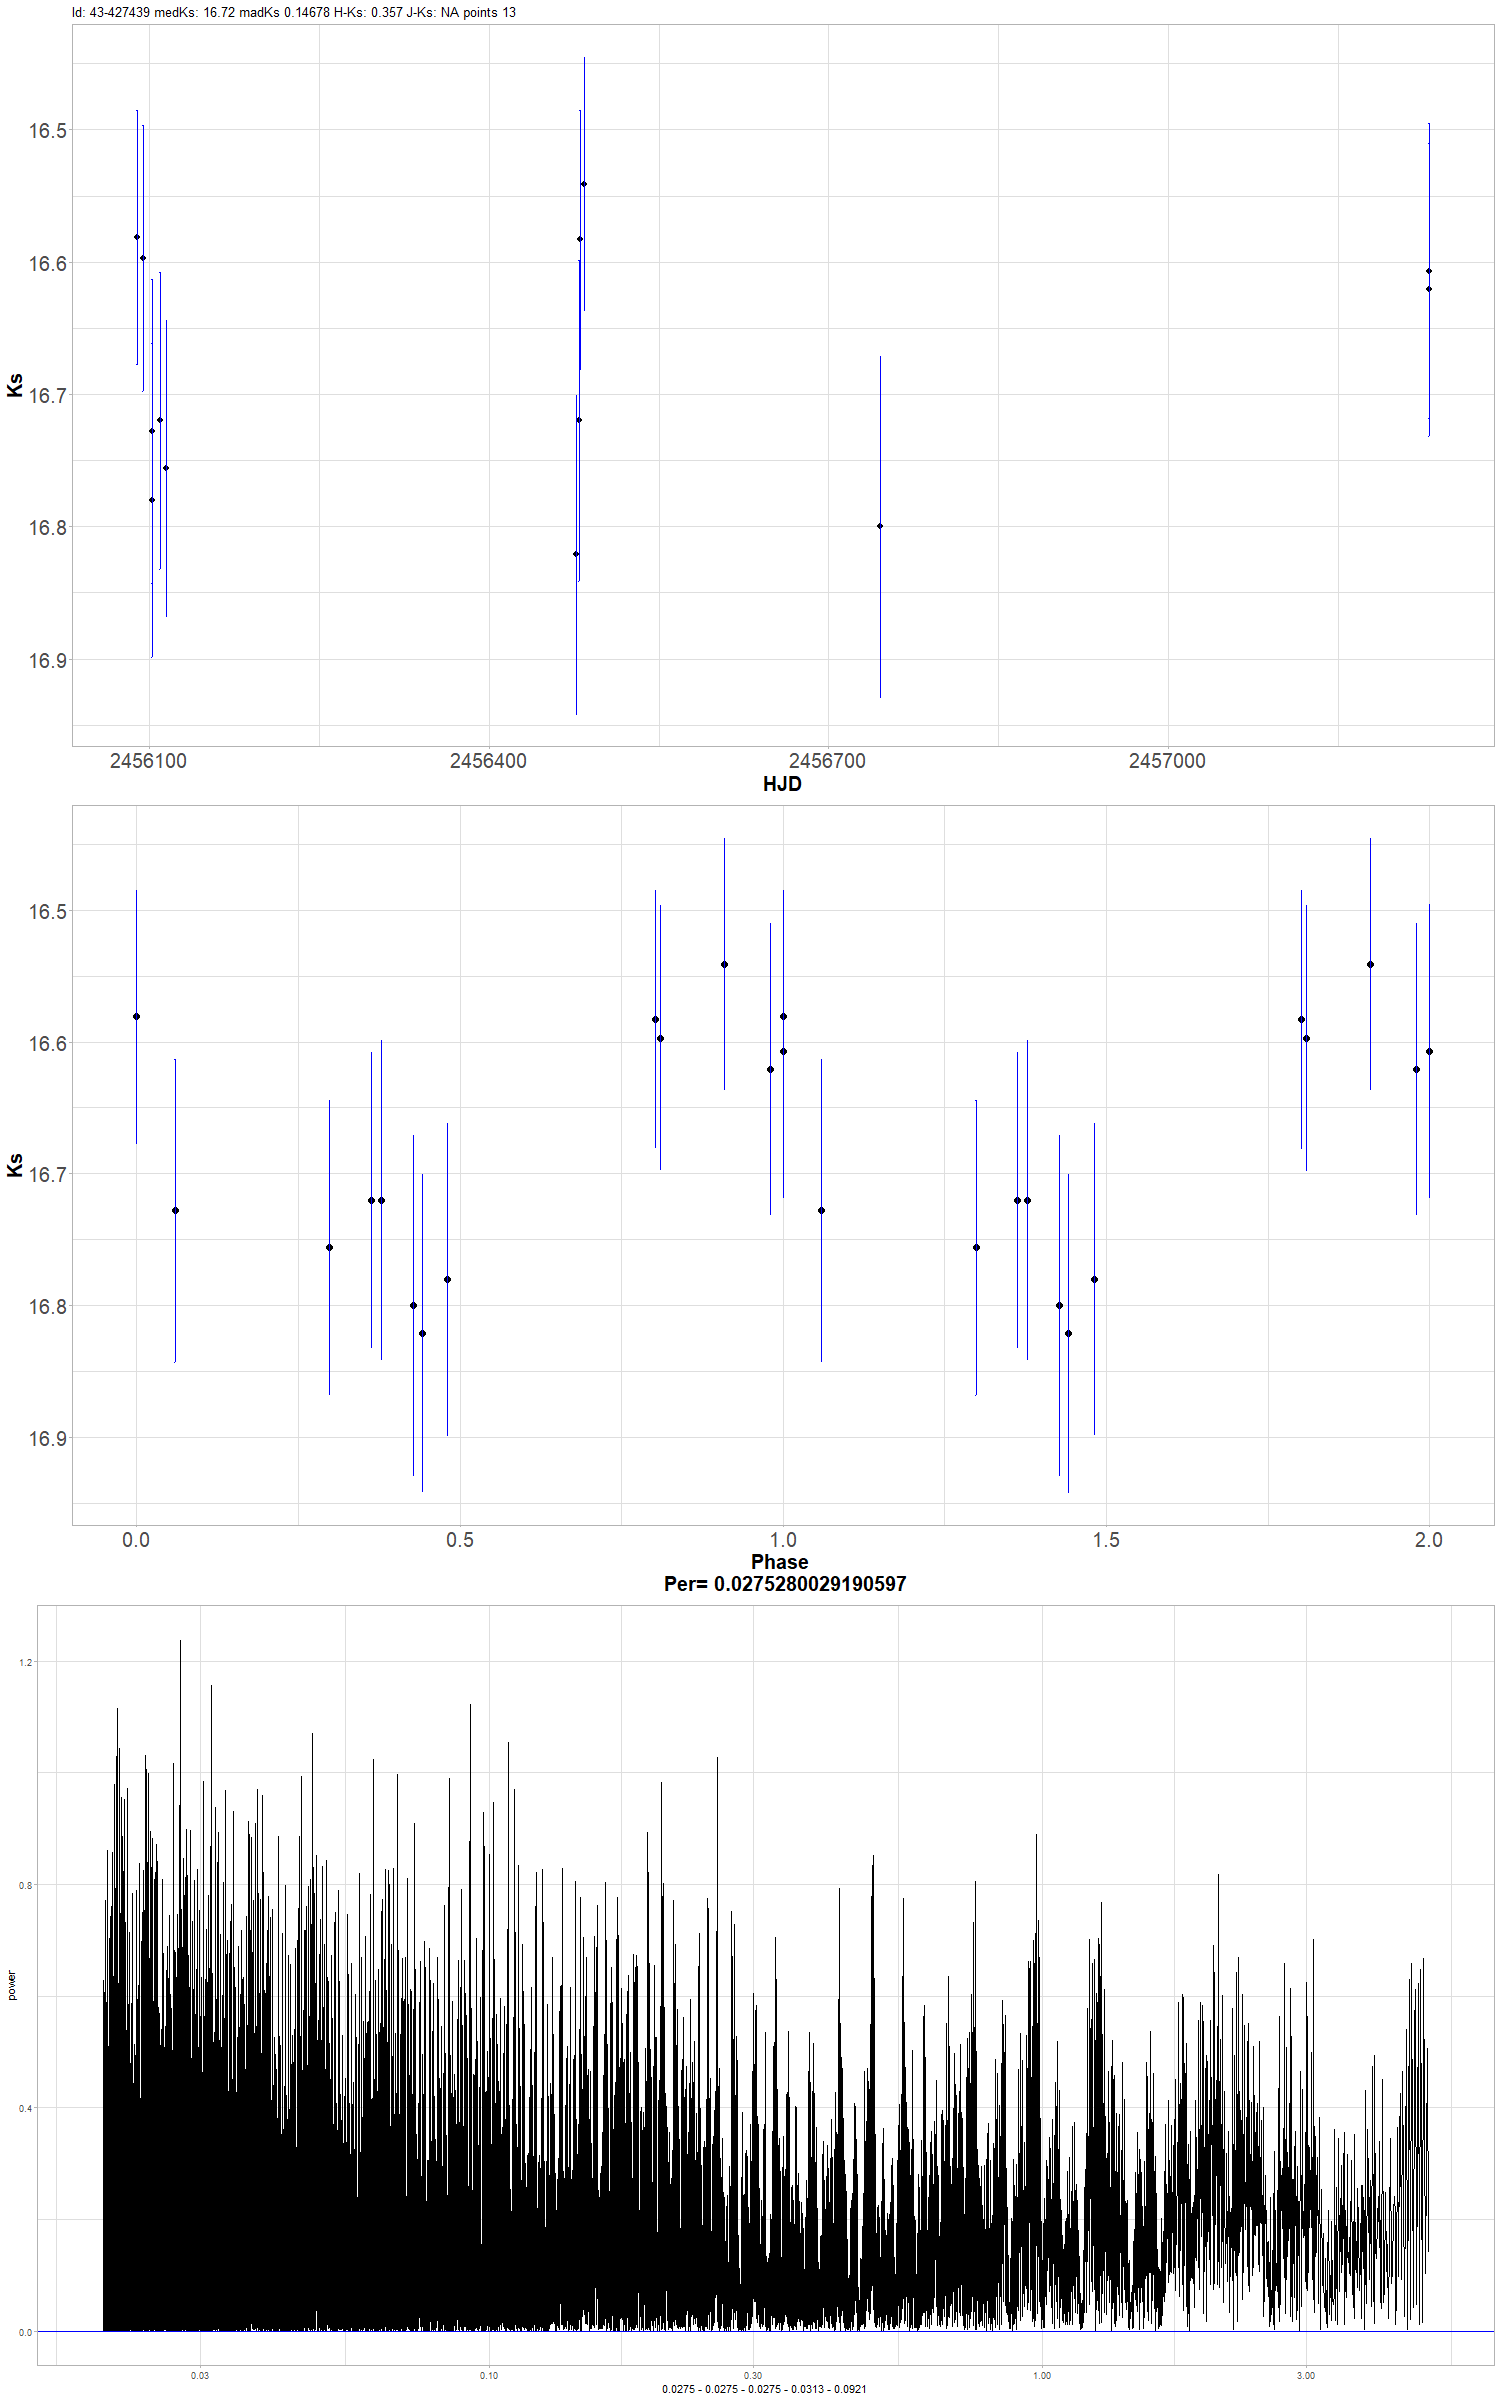 Id: 43-427439 medKs: 16.72 madKs 0.14678 H-Ks: 0.357 J-Ks: NA points 13
16.5
16.6
16.7
16.8
16.9
Ks
2456100 2456400 2456700 2457000
HJD
16.5
16.6
16.7
16.8
16.9
Ks
0.0 0.5 1.0 1.5 2.0
Phase
Per= 0.0275280029190597
1.2
0.8
0.4
0.0
power
0.03 0.10 0.30 1.00 3.00
0.0275 - 0.0275 - 0.0275 - 0.0313 - 0.0921